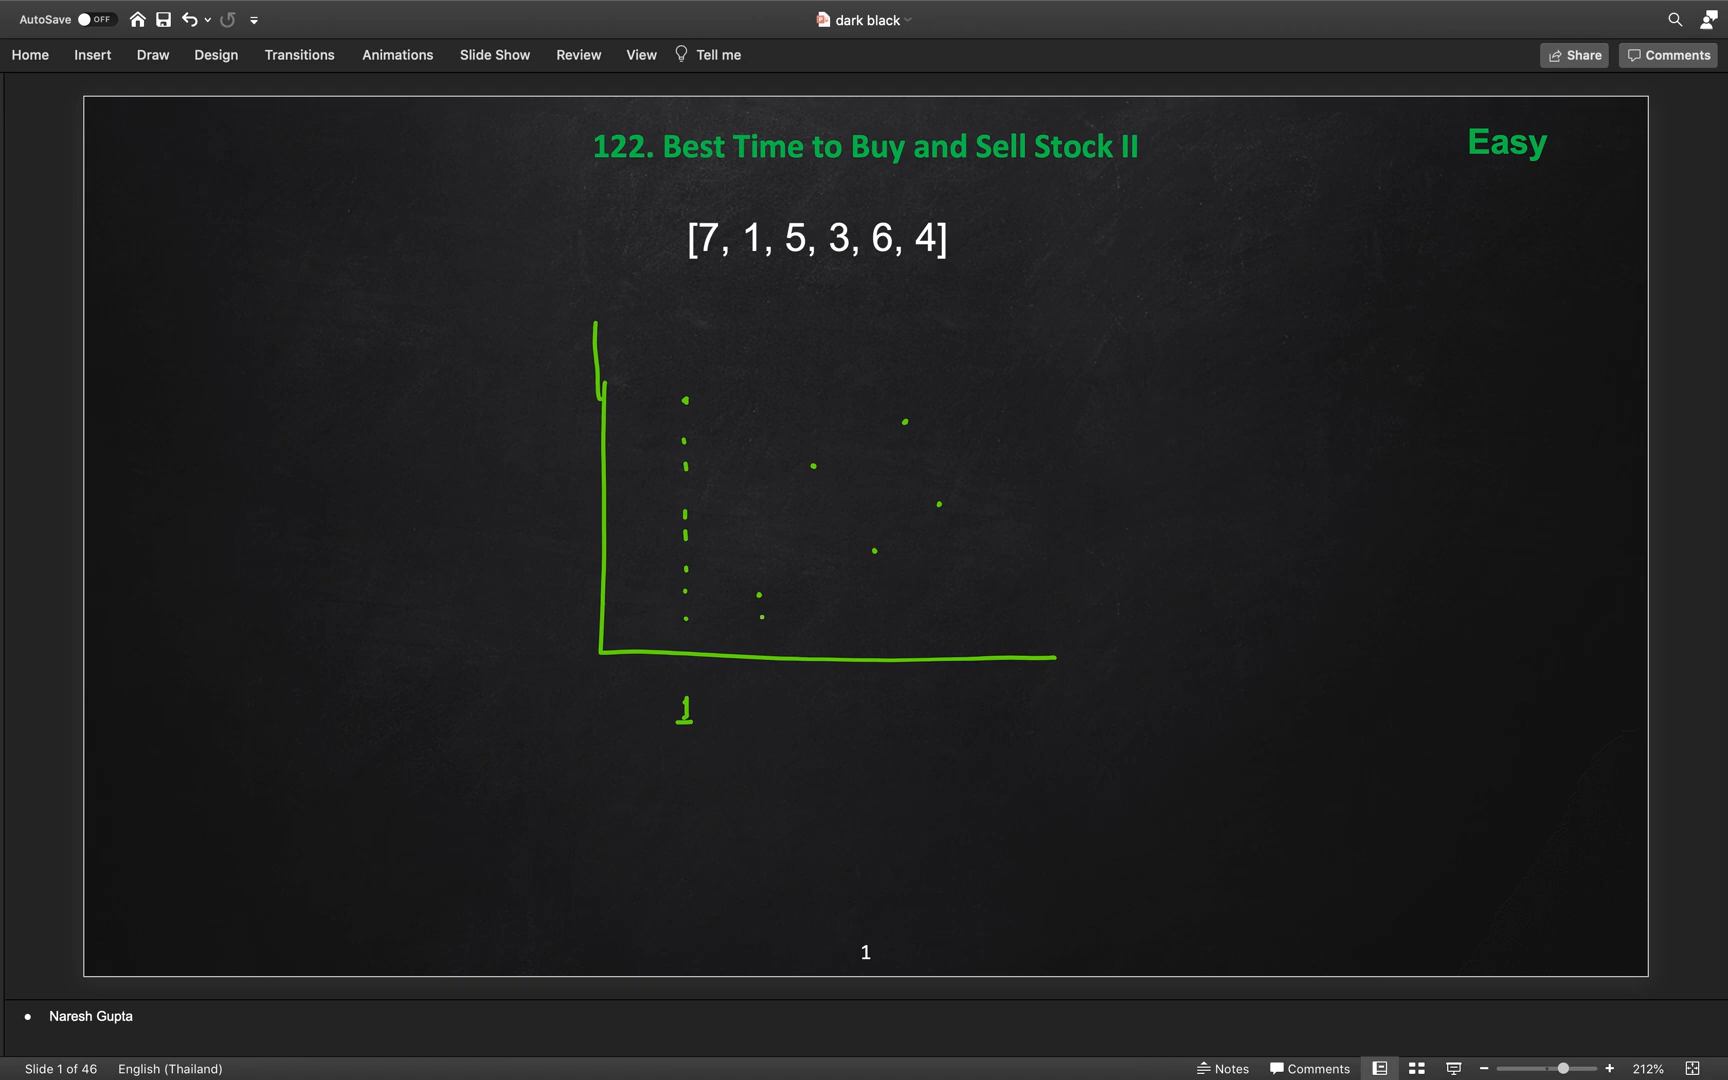 AutoSave OFF
dark black
Home Insert Draw Design Transitions Animations Slide Show Review View Tell me Share Comments
122. Best Time to Buy and Sell Stock II
Easy
[7, 1, 5, 3, 6, 4]
1
1
Naresh Gupta
Slide 1 of 46 English (Thailand) Notes Comments 212%